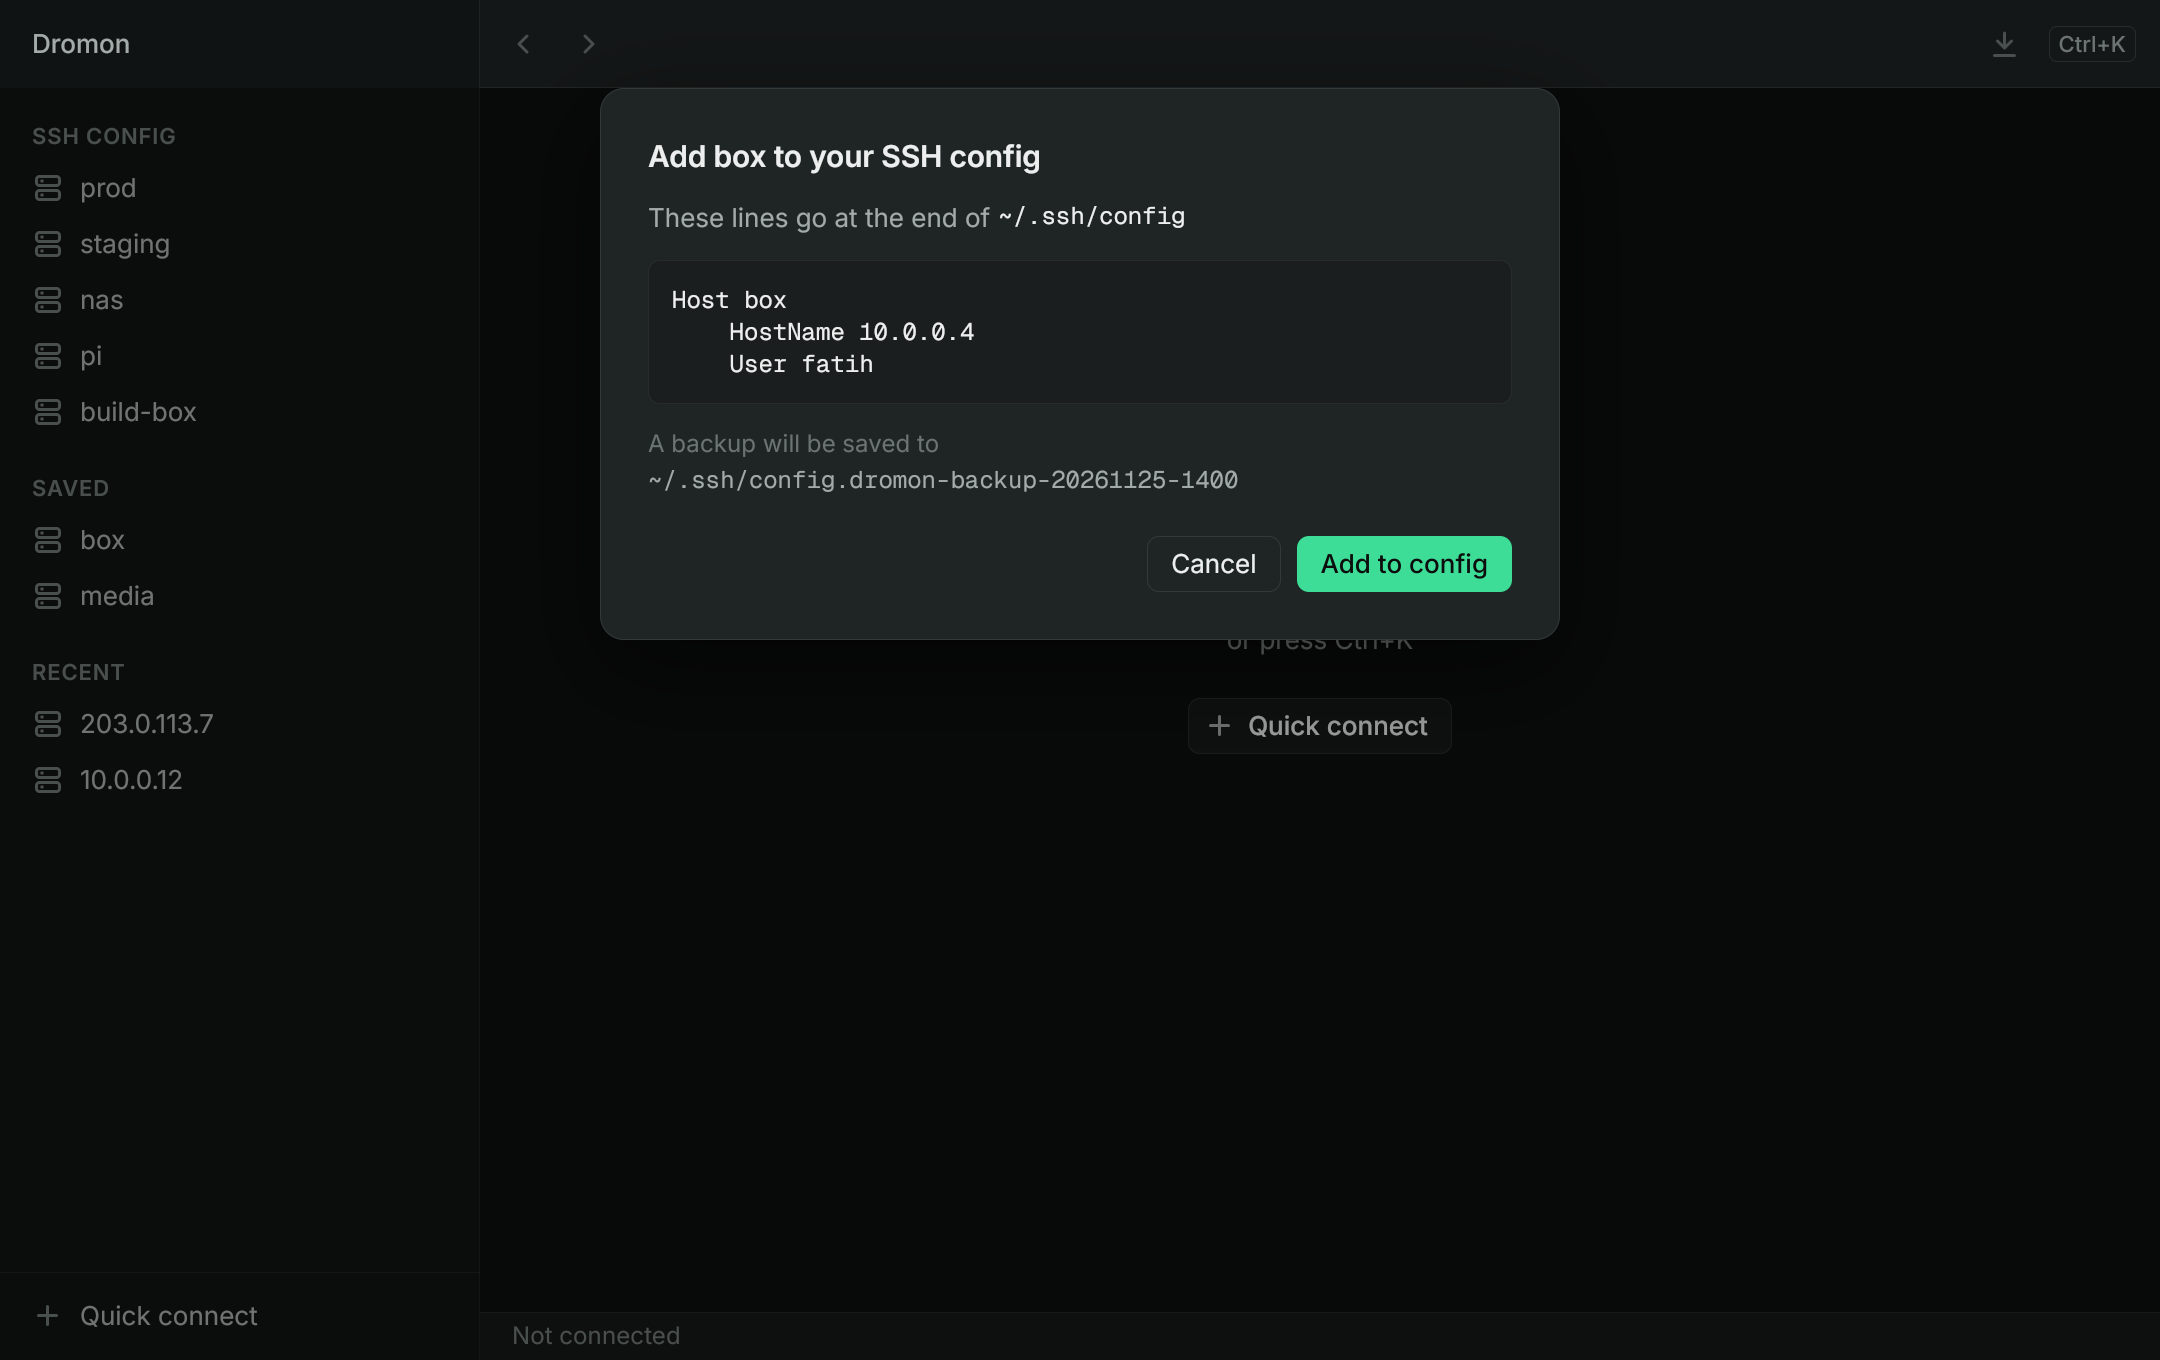 Dromon
Ctrl+K
SSH CONFIG
prod
staging
nas
pi
build-box
SAVED
box
media
RECENT
203.0.113.7
10.0.0.12
Quick connect
Add box to your SSH config
These lines go at the end of ~/.ssh/config
Host box
    HostName 10.0.0.4
    User fatih
A backup will be saved to
~/.ssh/config.dromon-backup-20261125-1400
Cancel
Add to config
or press Ctrl+K
Quick connect
Not connected